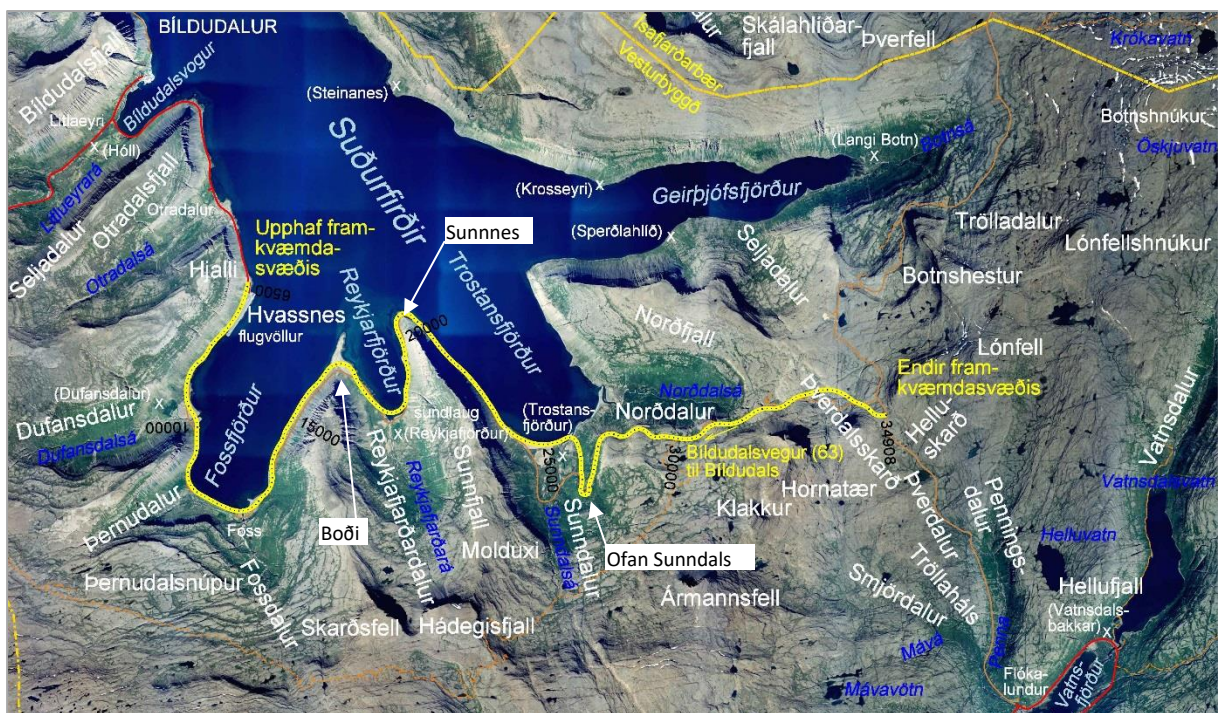 BÍLDUDALUR
Bíldudalsfjall
Bíldudalsvogur
Litlaeyri
(Hóll)
Litlueyrará
Seljadalur
Otradalsfjall
Otradalsá
Otradalur
Hjalli
Upphaf fram-
kvæmda-
svæðis
6500
Hvassnes
flugvöllur
(Steinanes)
Suðurfirðir
(Krosseyri)
(Sperðlahlíð)
Geirþjófsfjörður
(Langi Botn)
Botnsá
Ísafjarðarbær
Vesturbyggð
Skálahlíðar-
fjall
Þverfell
Krókavatn
Botnshnúkur
Öskjuvatn
Trölladalur
Lónfellshnúkur
Botnshestur
Seljadalur
Sunnnes
Reykjarfjörður
20000
Trostansfjörður
Norðfjall
Lónfell
Endir fram-
kvæmdasvæðis
(Dufansdalur)
Dufansdalur
Dufansdalsá
10000
Fossfjörður
15000
sundlaug
(Reykjafjörður)
(Trostans-
fjörður)
Norðdalsá
Norðdalur
Þverdalsskarð
34908
Hellu-
skarð
Vatnsdalur
Bíldudalsvegur (63)
til Bíldudals
25000
30000
Hornatær
Klakkur
Þernudalur
Foss
Fossdalur
Boði
Reykjafjarðardalur
Reykjafjarðará
Sunnfjall
Molduxi
Sunndalsá
Sunndalur
Ofan Sunndals
Þverdalur
Pennings-
dalur
Vatnsdalsvatn
Helluvatn
Þernudalsnúpur
Skarðsfell
Hádegisfjall
Ármannsfell
Smjördalur
Tröllaháls
Hellufjall
(Vatnsdals-
bakkar)
Mává
Mávavötn
Penna
Flóka-
lundur
Vatns-
fjörður